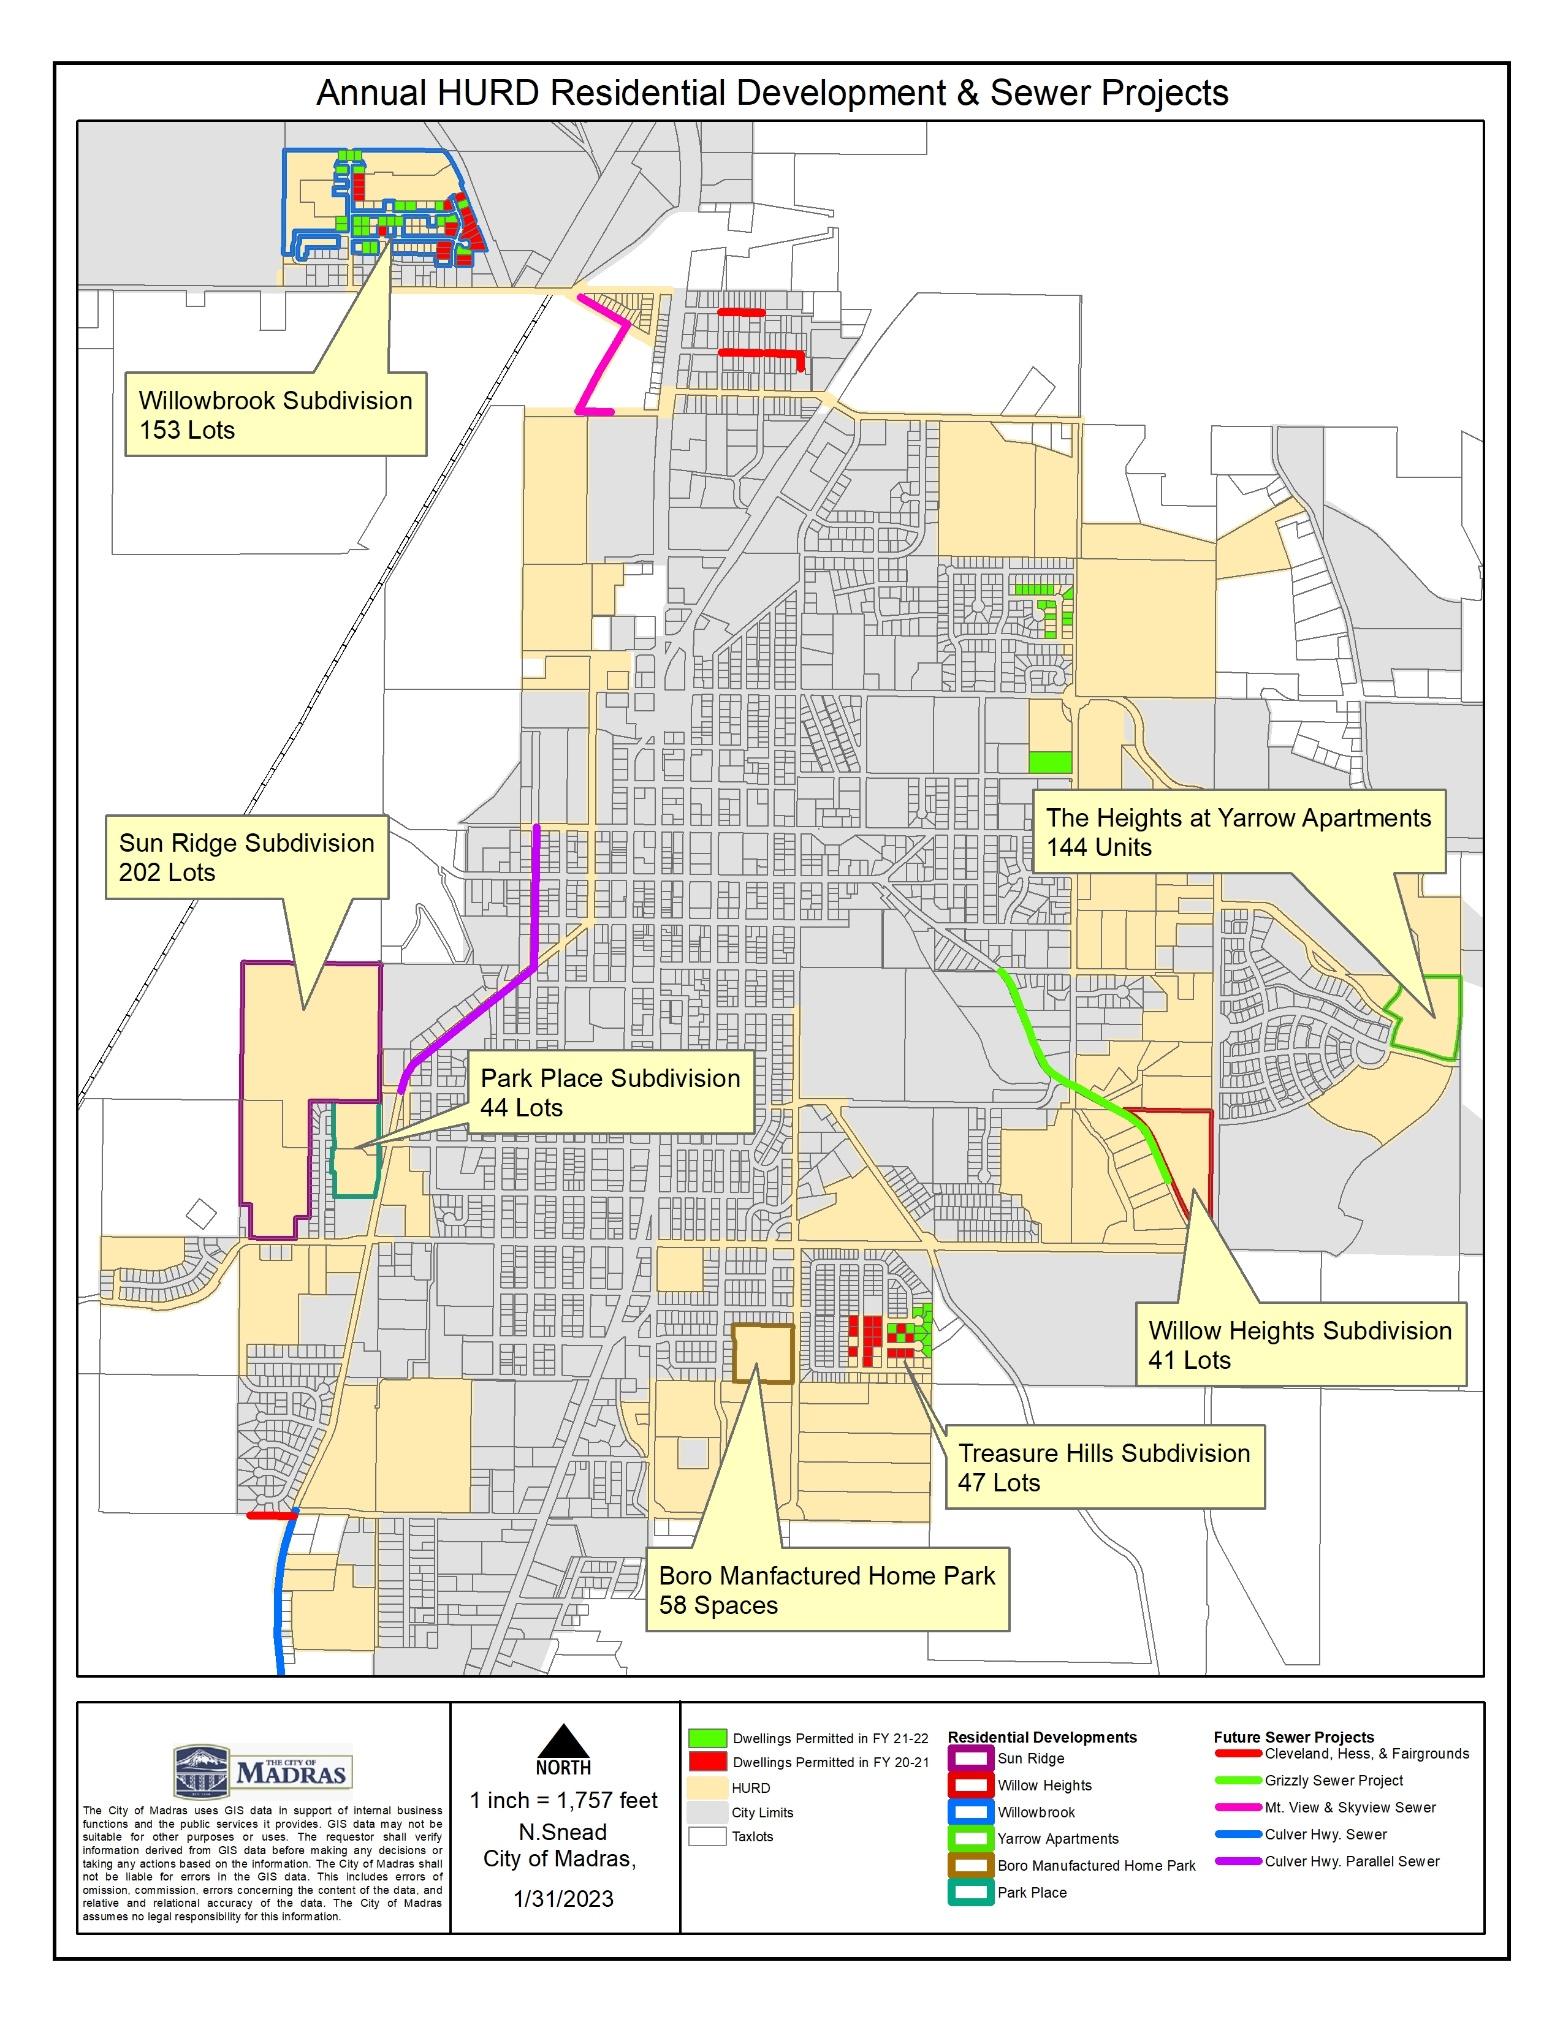 Annual HURD Residential Development & Sewer Projects
Willowbrook Subdivision
153 Lots
The Heights at Yarrow Apartments
144 Units
Sun Ridge Subdivision
202 Lots
Park Place Subdivision
44 Lots
Willow Heights Subdivision
41 Lots
Treasure Hills Subdivision
47 Lots
Boro Manfactured Home Park
58 Spaces
THE CITY OF
MADRAS
The City of Madras uses GIS data in support of internal business
functions and the public services it provides. GIS data may not be
suitable for other purposes or uses. The requestor shall verify
information derived from GIS data before making any decisions or
taking any actions based on the information. The City of Madras shall
not be liable for errors in the GIS data. This includes errors of
omission, commission, errors concerning the content of the data, and
relative and relational accuracy of the data. The City of Madras
assumes no legal responsibility for this information.
NORTH
1 inch = 1,757 feet
N.Snead
City of Madras,
1/31/2023
Dwellings Permitted in FY 21-22
Dwellings Permitted in FY 20-21
HURD
City Limits
Taxlots
Residential Developments
Sun Ridge
Willow Heights
Willowbrook
Yarrow Apartments
Boro Manufactured Home Park
Park Place
Future Sewer Projects
Cleveland, Hess, & Fairgrounds
Grizzly Sewer Project
Mt. View & Skyview Sewer
Culver Hwy. Sewer
Culver Hwy. Parallel Sewer